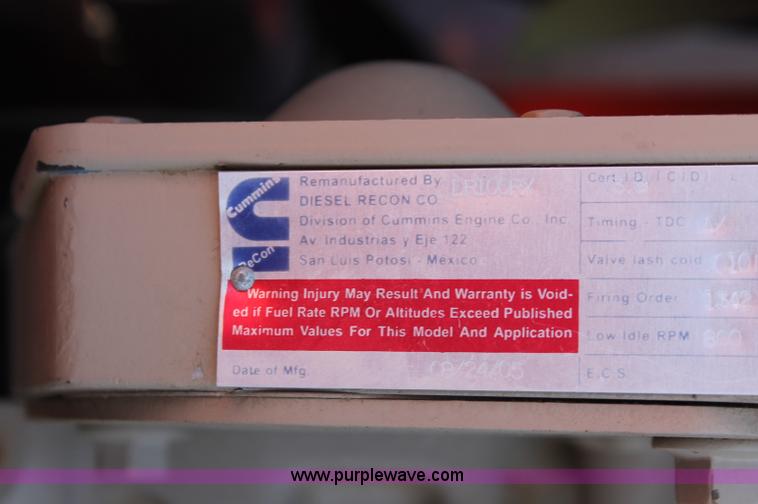 Cummins
ReCon
Remanufactured By
DIESEL RECON CO.
Division of Cummins Engine Co., Inc.
Av. Industrias y Eje 122
San Luis Potosi - Mexico
Warning Injury May Result And Warranty is Void-
ed if Fuel Rate RPM Or Altitudes Exceed Published
Maximum Values For This Model And Application
Date of Mfg.
Cert. ID. (CID)
Timing - TDC
Valve lash cold
Firing Order
Low Idle RPM
E.C.S.
www.purplewave.com